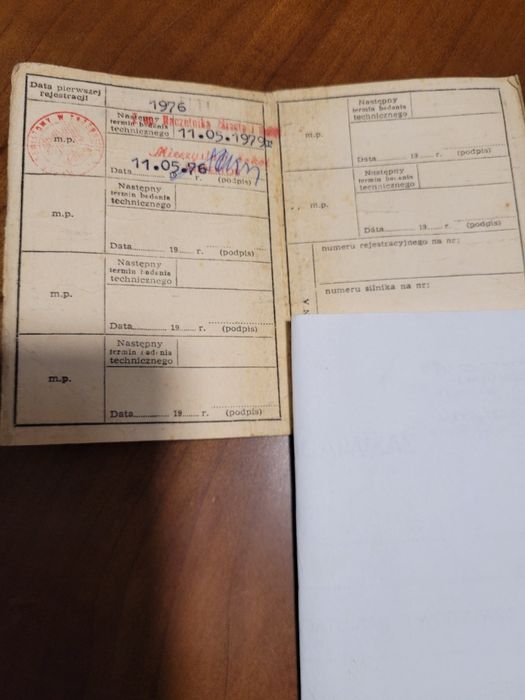 Data pierwszej
rejestracji
1976
m.p.
Następny
termin badania
technicznego
11.05.1979
Naczelnika Miasta i
11.05.76
Data r. (podpis)
m.p.
Następny
termin badania
technicznego
Data 19 r. (podpis)
m.p.
Następny
termin badania
technicznego
Data 19 r. (podpis)
m.p.
Następny
termin badania
technicznego
Data 19 r. (podpis)
m.p.
Następny
termin badania
technicznego
Data 19 r. (podpis)
m.p.
Następny
termin badania
technicznego
Data 19 r. (podpis)
numeru rejestracyjnego na nr:
numeru silnika na nr: